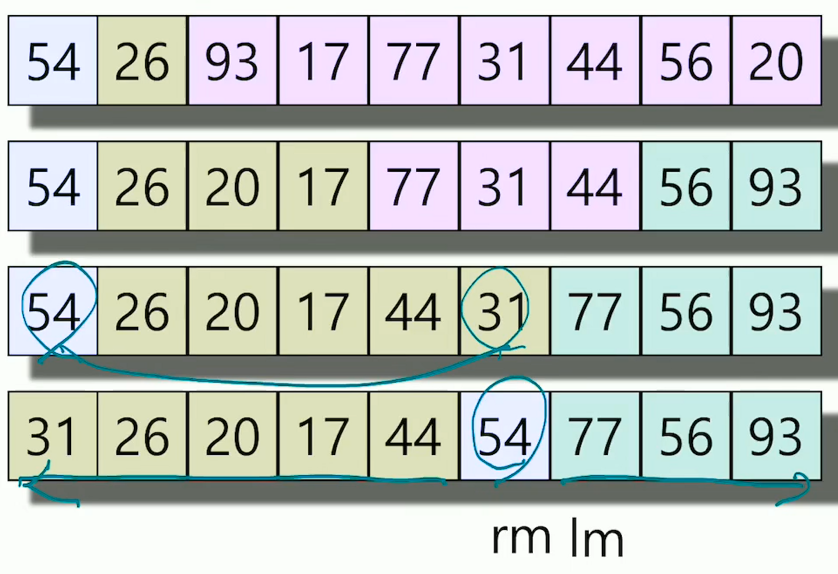 54 26 93 17 77 31 44 56 20
54 26 20 17 77 31 44 56 93
54 26 20 17 44 31 77 56 93
31 26 20 17 44 54 77 56 93
rm lm